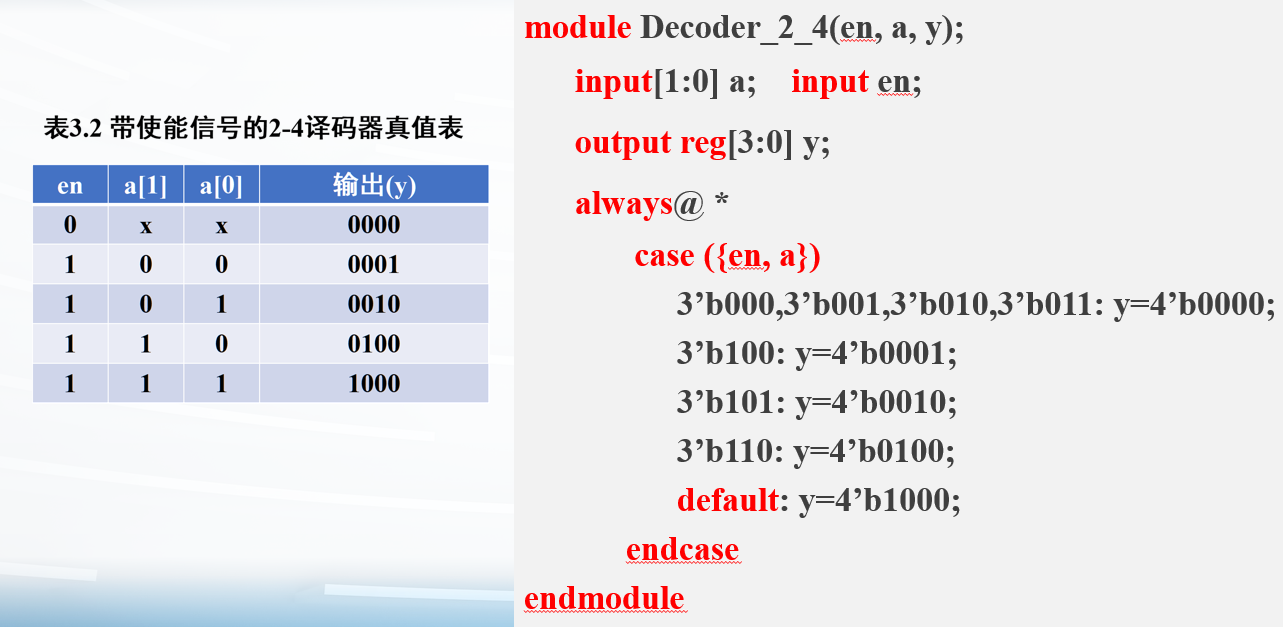 表3.2 带使能信号的2-4译码器真值表
en a[1] a[0] 输出(y)
0 x x 0000
1 0 0 0001
1 0 1 0010
1 1 0 0100
1 1 1 1000
module Decoder_2_4(en, a, y);
input[1:0] a; input en;
output reg[3:0] y;
always@ *
case ({en, a})
3’b000,3’b001,3’b010,3’b011: y=4’b0000;
3’b100: y=4’b0001;
3’b101: y=4’b0010;
3’b110: y=4’b0100;
default: y=4’b1000;
endcase
endmodule